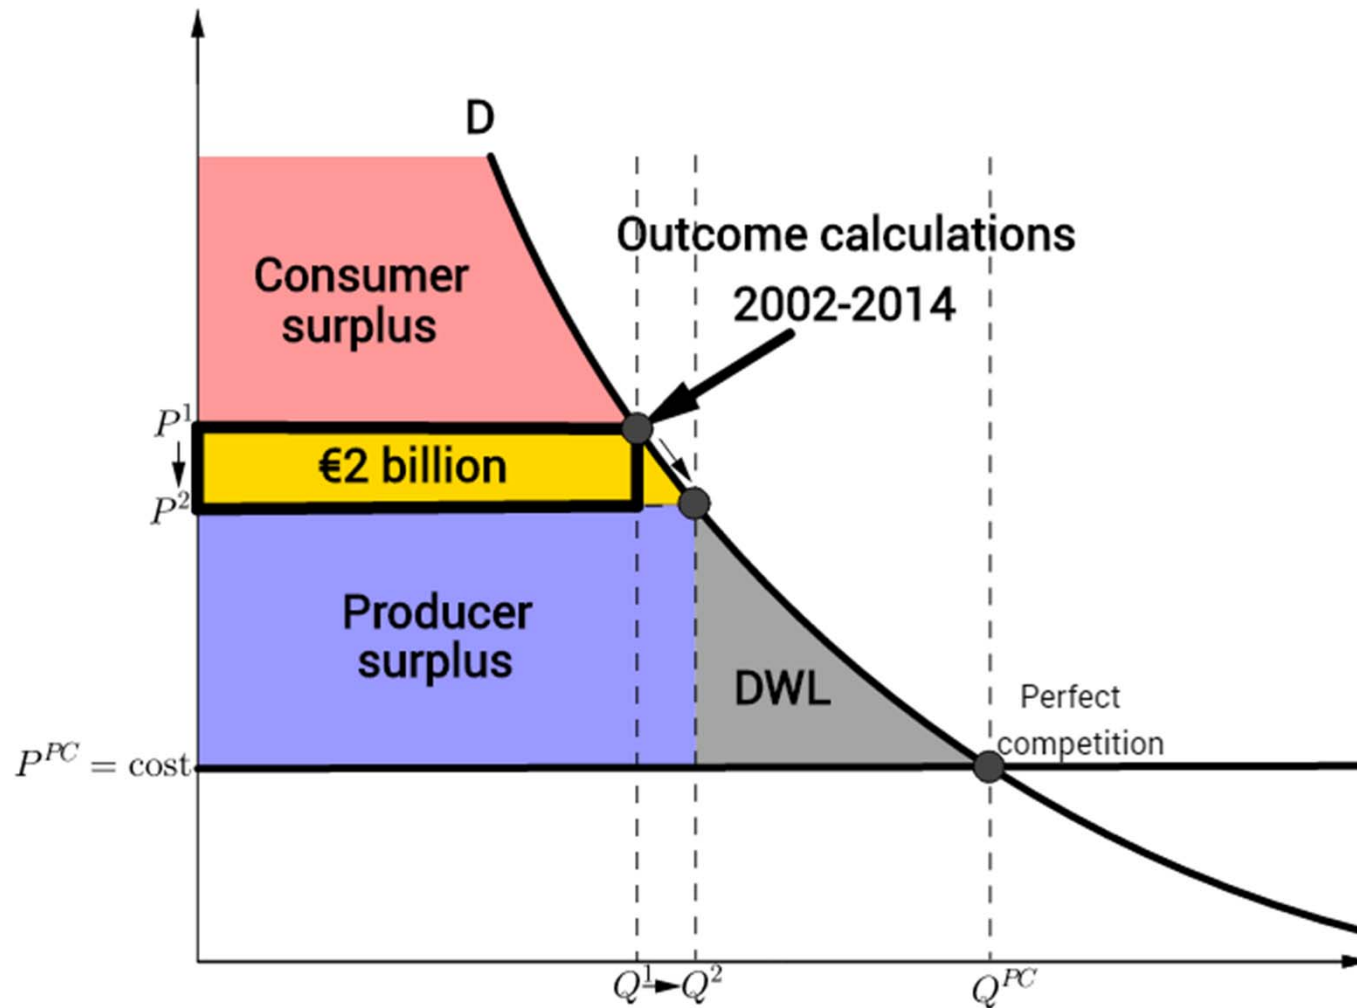 D
Outcome calculations
2002-2014
Consumer
surplus
P¹
€2 billion
P²
Producer
surplus
DWL
Perfect
competition
Pᴾᶜ = cost
Q¹
Q²
Qᴾᶜ